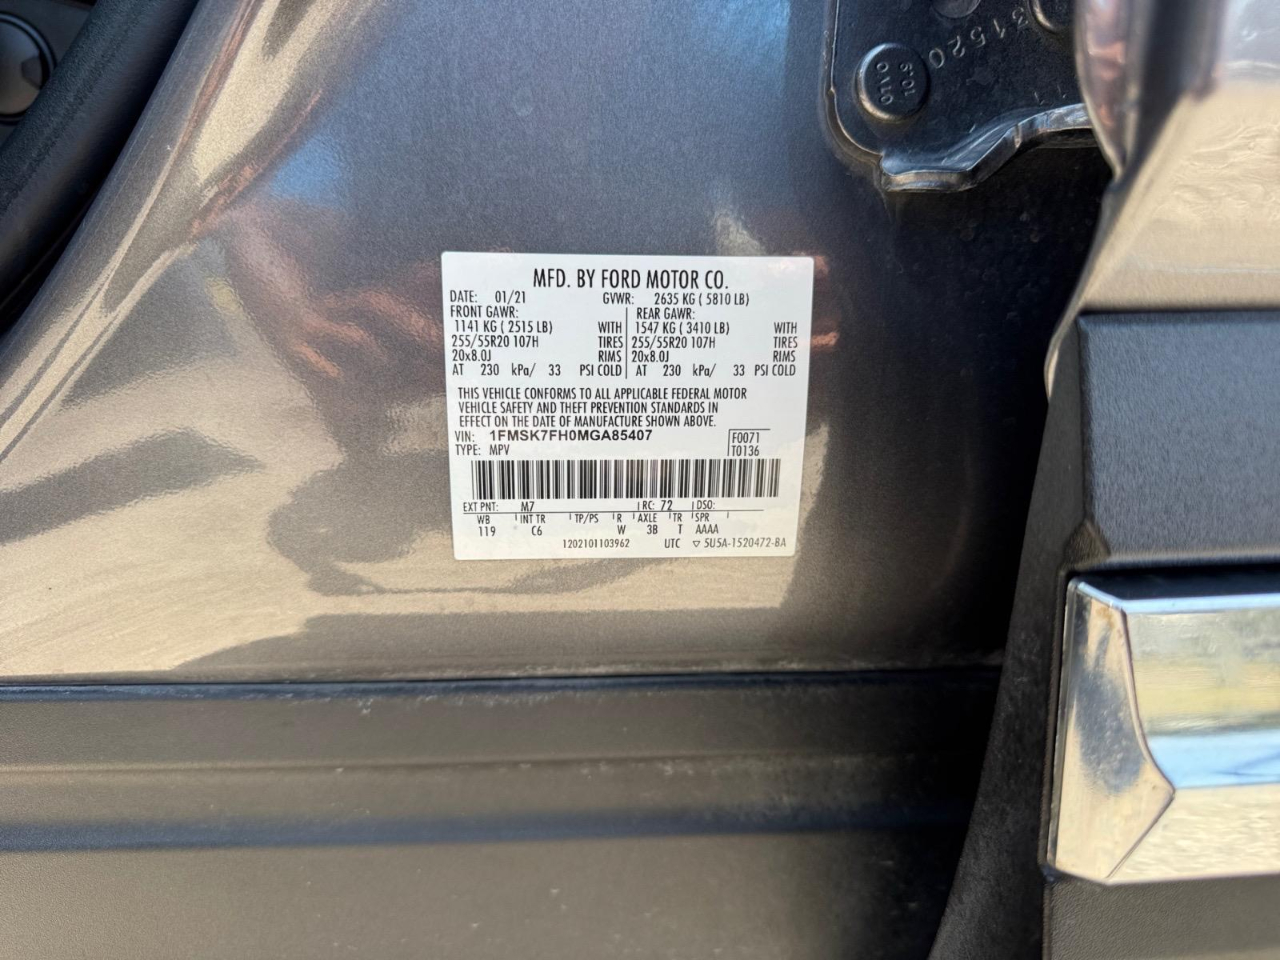 31520
OAVO
10A9
11
MFD. BY FORD MOTOR CO.
DATE: 01/21 GVWR: 2635 KG ( 5810 LB)
FRONT GAWR: REAR GAWR:
1141 KG ( 2515 LB) WITH 1547 KG ( 3410 LB) WITH
255/55R20 107H TIRES 255/55R20 107H TIRES
20x8.0J RIMS 20x8.0J RIMS
AT 230 kPa/ 33 PSI COLD AT 230 kPa/ 33 PSI COLD
THIS VEHICLE CONFORMS TO ALL APPLICABLE FEDERAL MOTOR
VEHICLE SAFETY AND THEFT PREVENTION STANDARDS IN
EFFECT ON THE DATE OF MANUFACTURE SHOWN ABOVE.
VIN: 1FMSK7FH0MGA85407 F0071
TYPE: MPV T0136
EXT PNT: M7 RC: 72 DSO:
WB INT TR TP/PS R AXLE TR SPR
119 C6 W 3B T AAAA
1202101103962 UTC ▽ 5U5A-1520472-BA